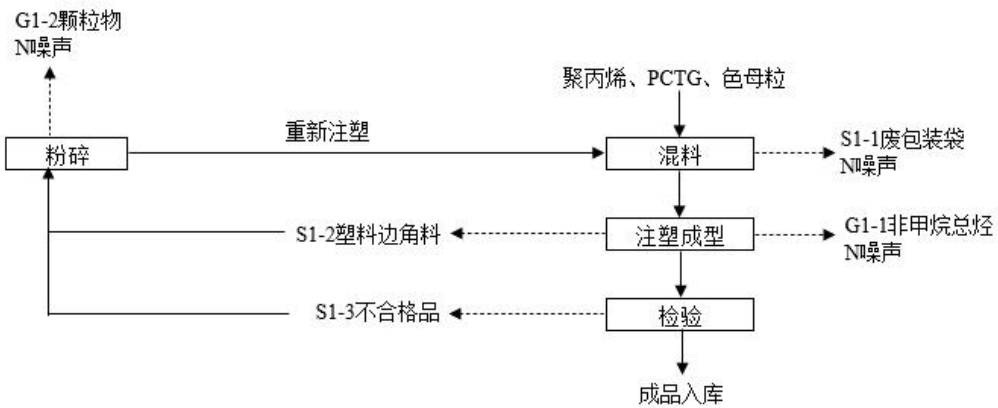 G1-2颗粒物
N噪声
聚丙烯、PCTG、色母粒
重新注塑
粉碎
混料
S1-1废包装袋
N噪声
S1-2塑料边角料
注塑成型
G1-1非甲烷总烃
N噪声
S1-3不合格品
检验
成品入库